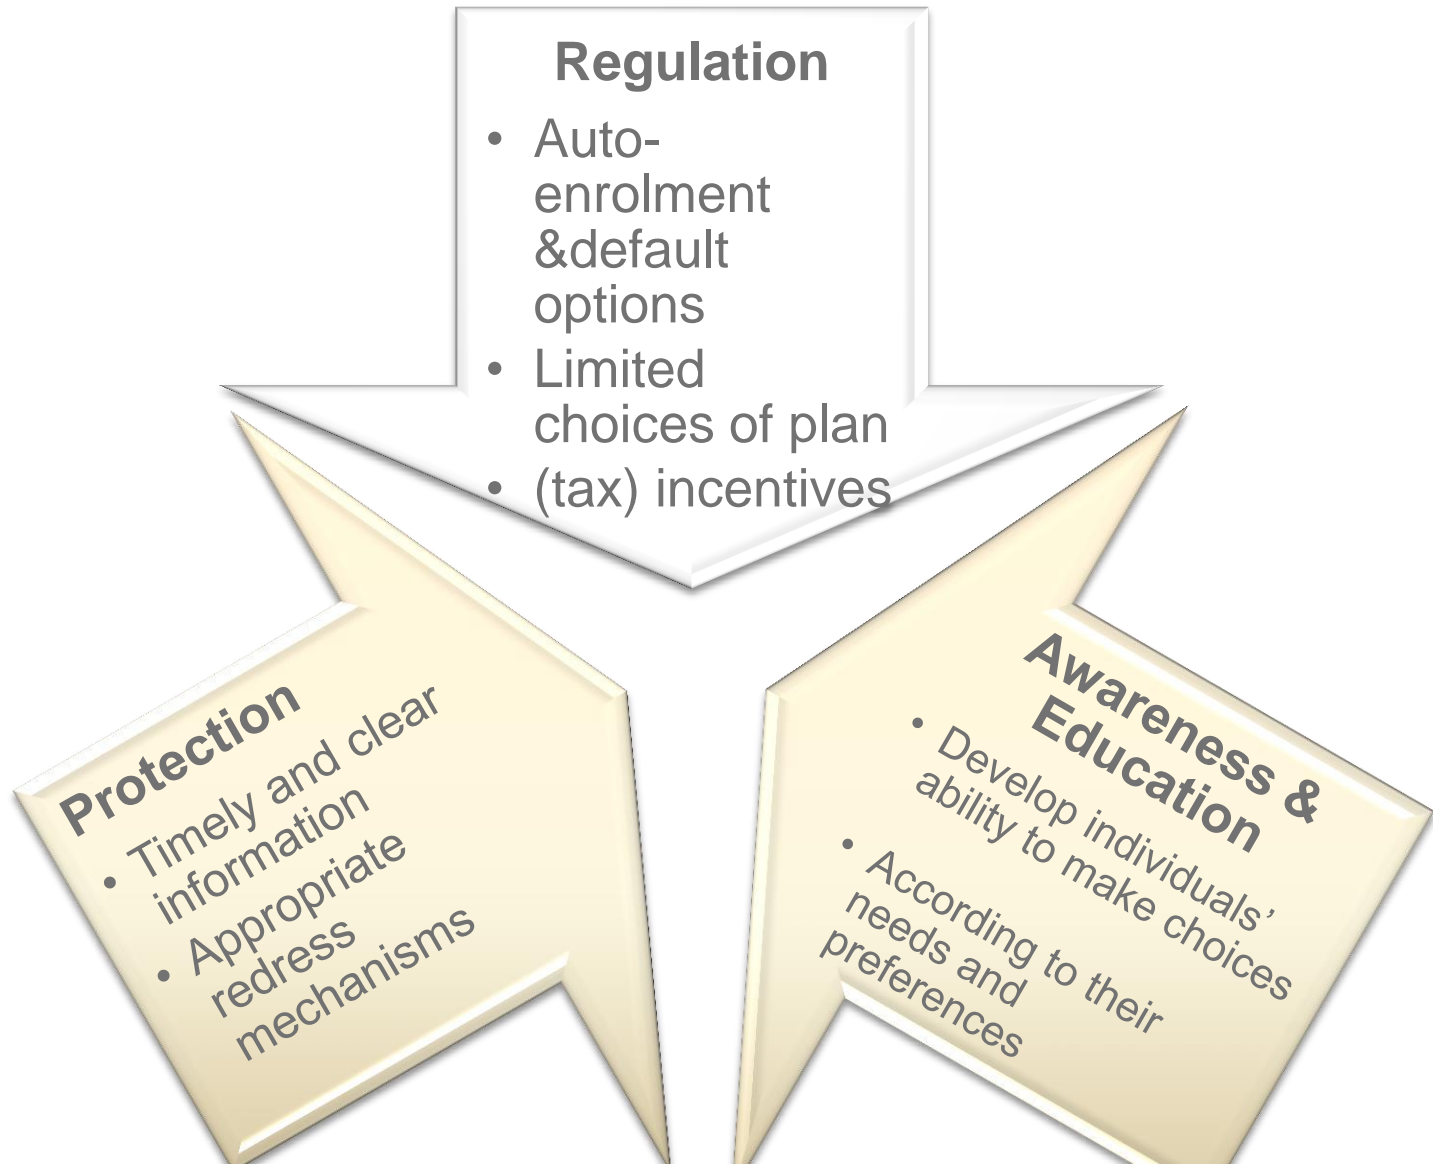 Regulation
• Auto-
enrolment
&default
options
• Limited
choices of plan
• (tax) incentives
Protection
• Timely and clear
information
• Appropriate
redress
mechanisms
Awareness &
Education
• Develop individuals’
ability to make choices
• According to their
needs and
preferences